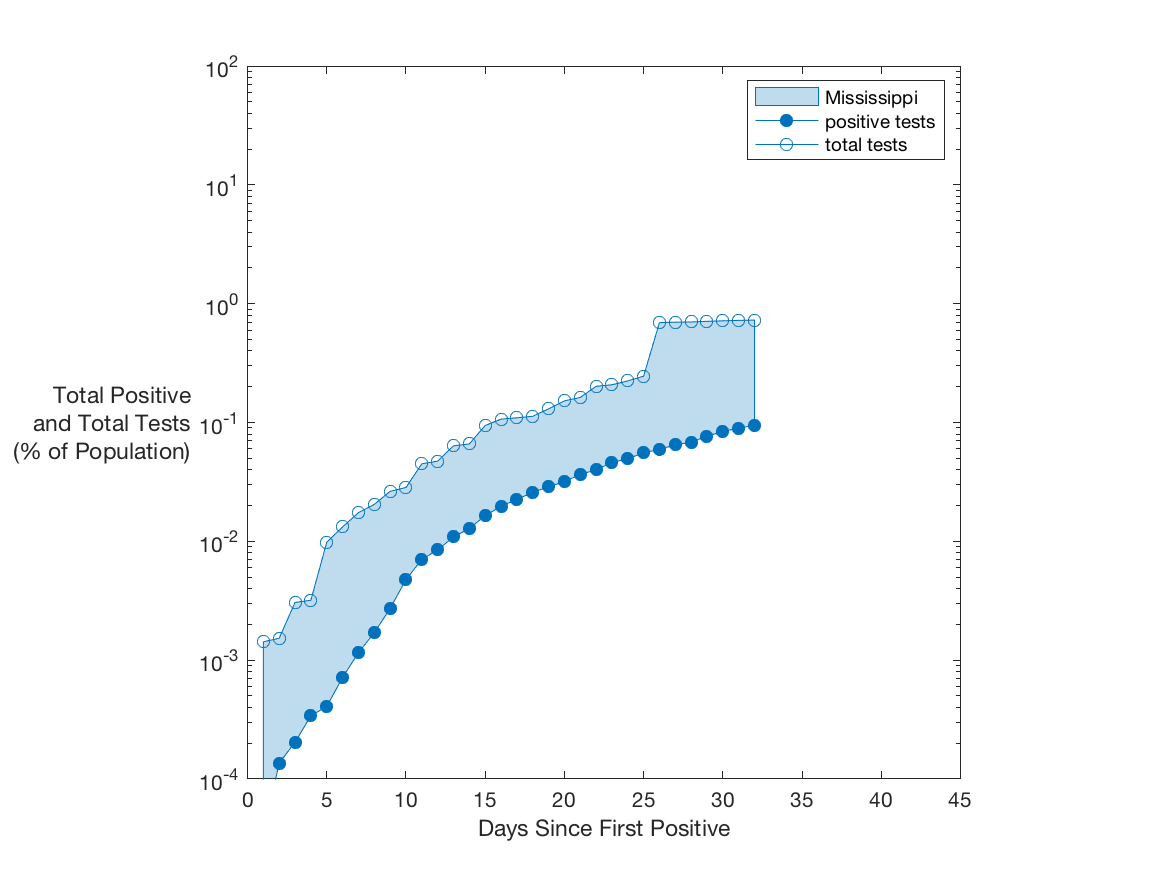 10^2
10^1
10^0
10^-1
10^-2
10^-3
10^-4
Total Positive
and Total Tests
(% of Population)
Mississippi
positive tests
total tests
0 5 10 15 20 25 30 35 40 45
Days Since First Positive